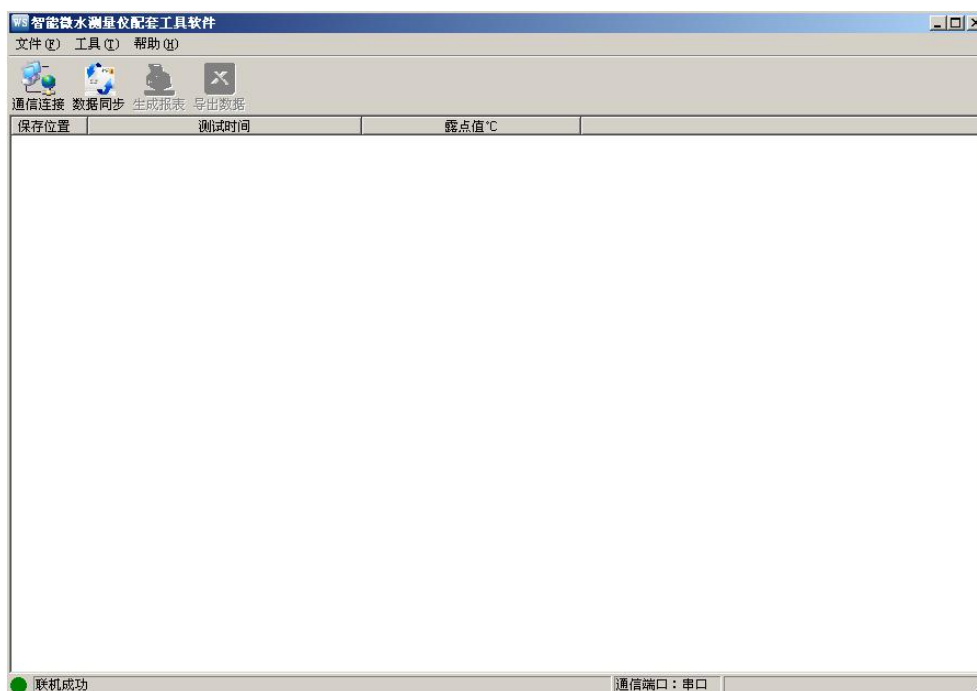 WS 智能微水测量仪配套工具软件
文件(F) 工具(T) 帮助(H)
通信连接 数据同步 生成报表 导出数据
保存位置 测试时间 露点值℃
联机成功 通信端口：串口